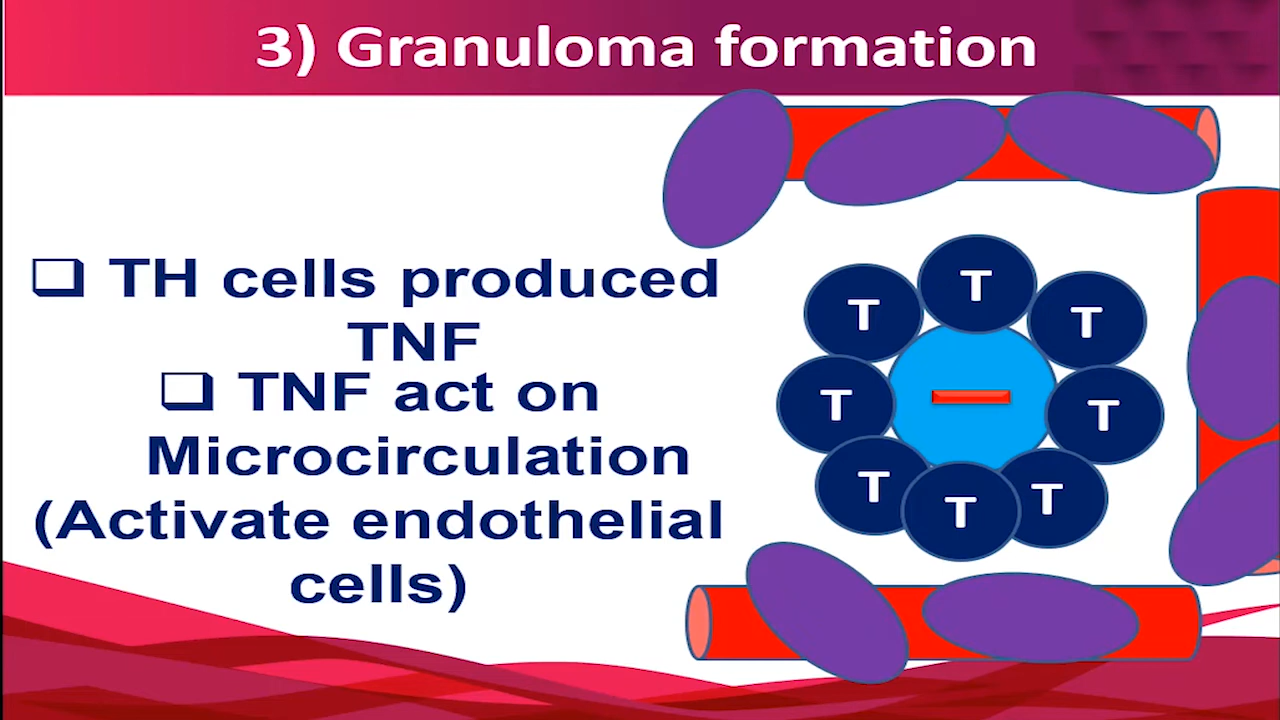 3) Granuloma formation
❑ TH cells produced
TNF
❑ TNF act on
Microcirculation
(Activate endothelial
cells)
T
T
T
T
T
T
T
T